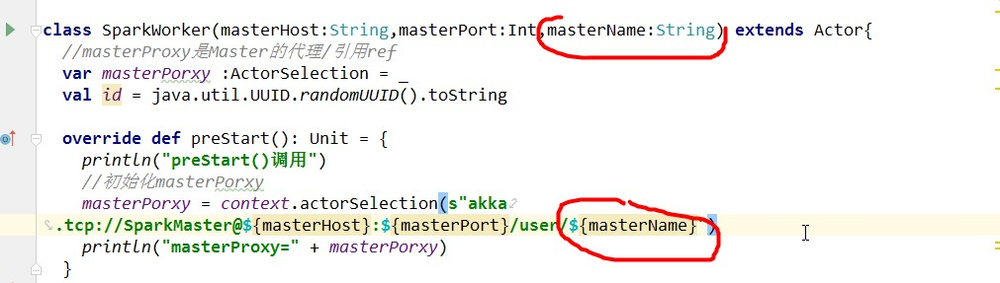 class SparkWorker(masterHost:String,masterPort:Int,masterName:String) extends Actor{
//masterProxy是Master的代理/引用ref
var masterPorxy :ActorSelection = _
val id = java.util.UUID.randomUUID().toString
override def preStart(): Unit = {
println("preStart()调用")
//初始化masterPorxy
masterPorxy = context.actorSelection(s"akka
.tcp://SparkMaster@${masterHost}:${masterPort}/user/${masterName} )
println("masterProxy=" + masterPorxy)
}